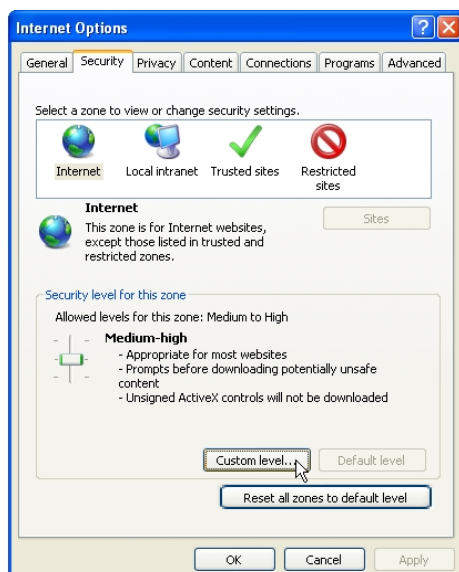 Internet Options
General Security Privacy Content Connections Programs Advanced
Select a zone to view or change security settings.
Internet Local intranet Trusted sites Restricted
sites
Internet
Sites
This zone is for Internet websites,
except those listed in trusted and
restricted zones.
Security level for this zone
Allowed levels for this zone: Medium to High
Medium-high
- Appropriate for most websites
- Prompts before downloading potentially unsafe
content
- Unsigned ActiveX controls will not be downloaded
Custom level... Default level
Reset all zones to default level
OK Cancel Apply